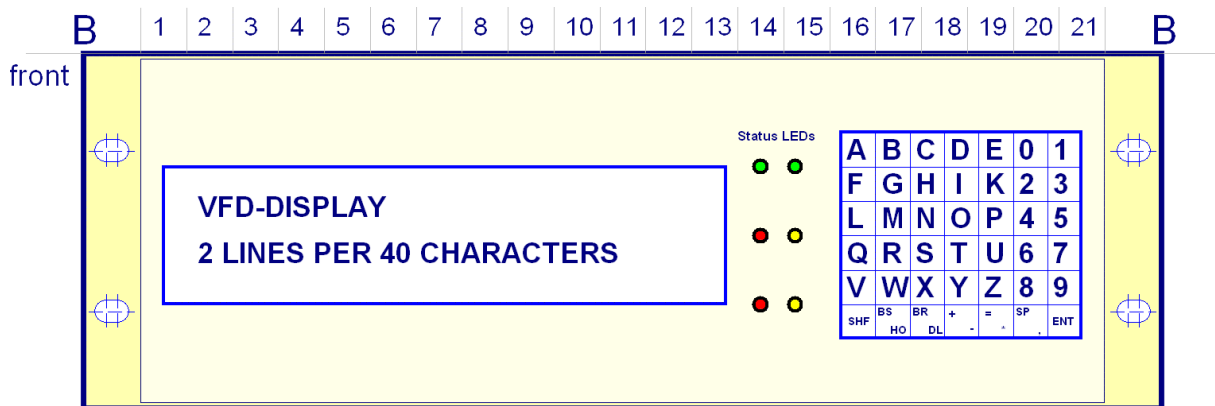 B 1 2 3 4 5 6 7 8 9 10 11 12 13 14 15 16 17 18 19 20 21 B
front
Status LEDs
VFD-DISPLAY
2 LINES PER 40 CHARACTERS
A B C D E 0 1
F G H I K 2 3
L M N O P 4 5
Q R S T U 6 7
V W X Y Z 8 9
SHF BS HO BR DL + - = * SP . ENT